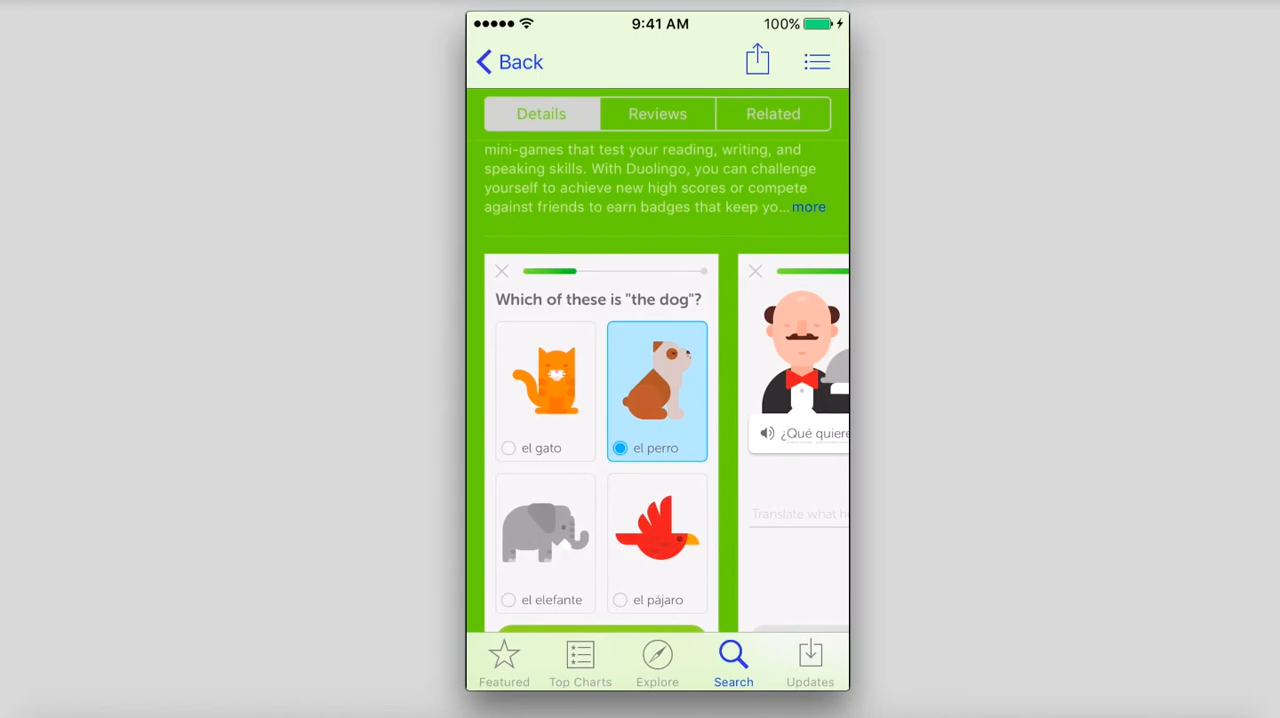 9:41 AM
100%
Back
Details
Reviews
Related
mini-games that test your reading, writing, and
speaking skills. With Duolingo, you can challenge
yourself to achieve new high scores or compete
against friends to earn badges that keep yo... more
Which of these is "the dog"?
el gato
el perro
el elefante
el pájaro
¿Qué quiere
Translate what
Featured
Top Charts
Explore
Search
Updates